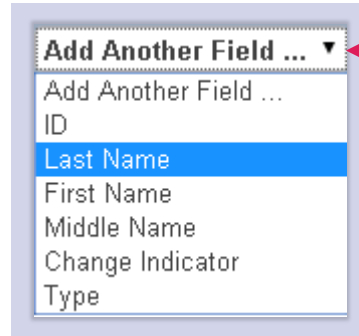 Add Another Field ...
Add Another Field ...
ID
Last Name
First Name
Middle Name
Change Indicator
Type